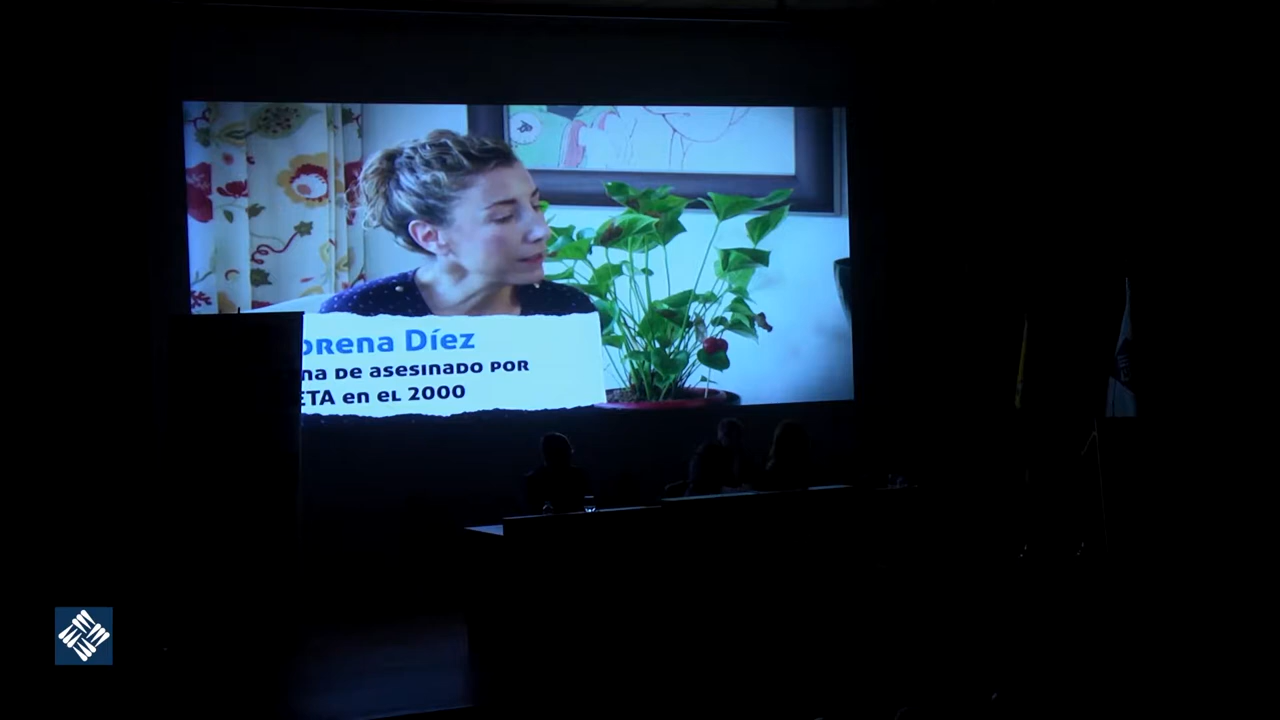 orena Díez
na de asesinado por
ETA en el 2000